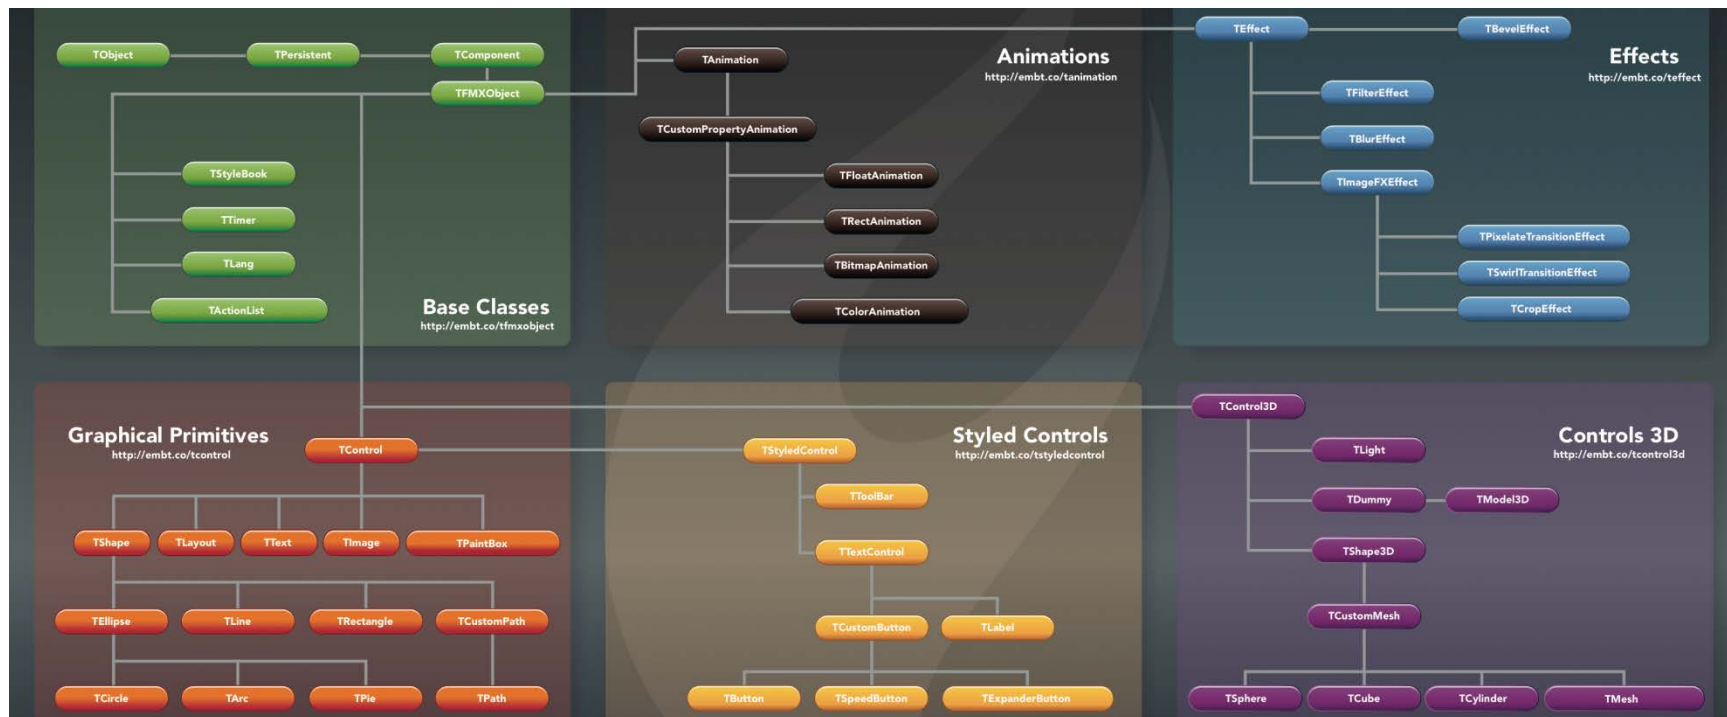 TObject
TPersistent
TComponent
TFMXObject
TStyleBook
TTimer
TLang
TActionList
Base Classes
http://embt.co/tfmxobject
TAnimation
Animations
http://embt.co/tanimation
TCustomPropertyAnimation
TFloatAnimation
TRectAnimation
TBitmapAnimation
TColorAnimation
TEffect
TBevelEffect
Effects
http://embt.co/teffect
TFilterEffect
TBlurEffect
TImageFXEffect
TPixelateTransitionEffect
TSwirlTransitionEffect
TCropEffect
Graphical Primitives
http://embt.co/tcontrol
TControl
TShape
TLayout
TText
TImage
TPaintBox
TEllipse
TLine
TRectangle
TCustomPath
TCircle
TArc
TPie
TPath
TStyledControl
Styled Controls
http://embt.co/tstyledcontrol
TToolBar
TTextControl
TCustomButton
TLabel
TButton
TSpeedButton
TExpanderButton
TControl3D
Controls 3D
http://embt.co/tcontrol3d
TLight
TDummy
TModel3D
TShape3D
TCustomMesh
TSphere
TCube
TCylinder
TMesh